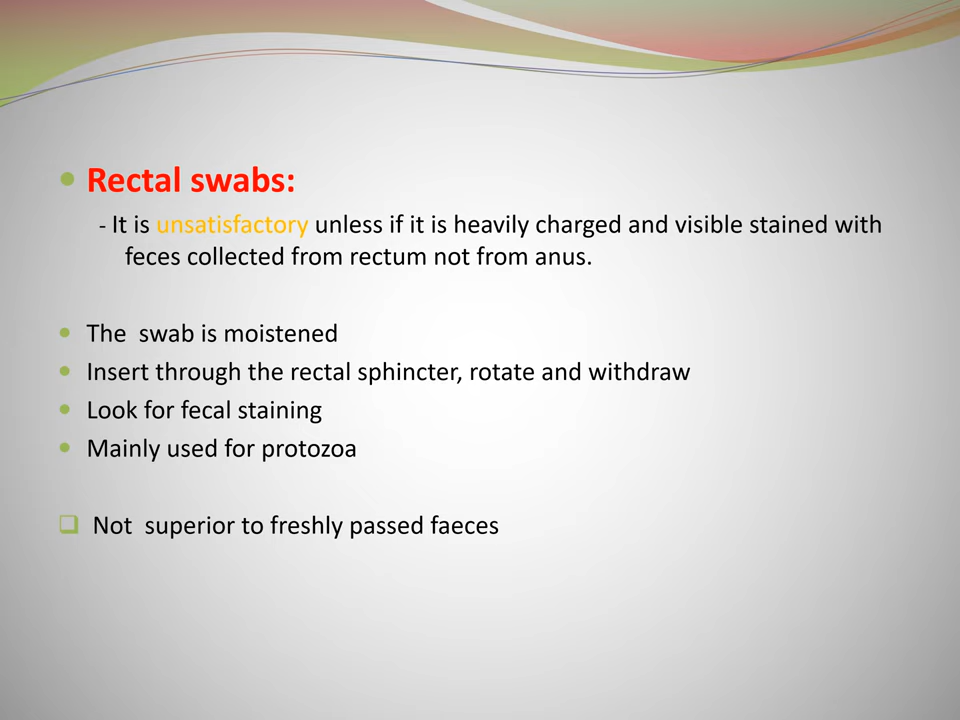 Rectal swabs:
- It is unsatisfactory unless if it is heavily charged and visible stained with
feces collected from rectum not from anus.
The swab is moistened
Insert through the rectal sphincter, rotate and withdraw
Look for fecal staining
Mainly used for protozoa
Not superior to freshly passed faeces